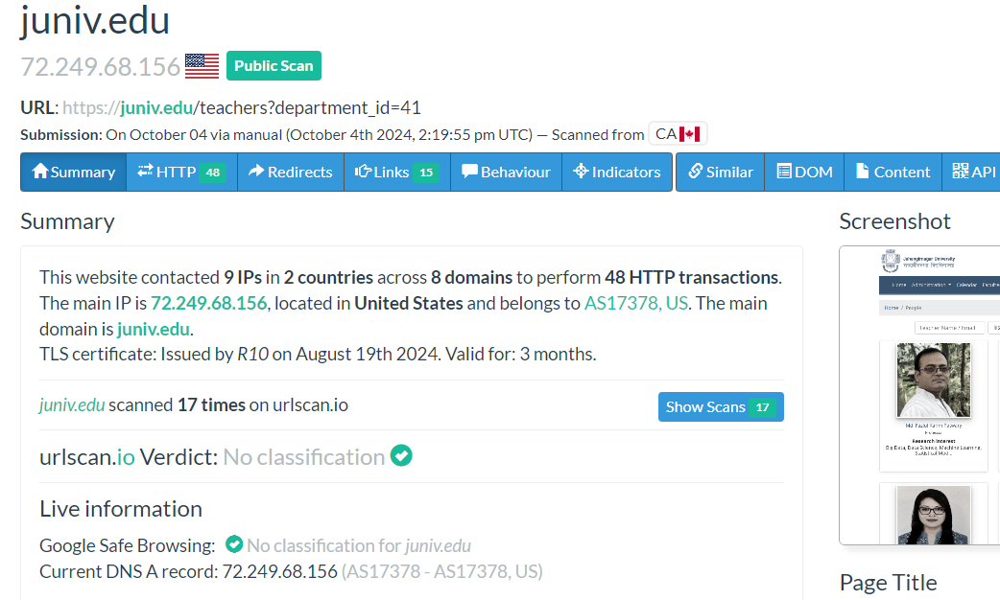 juniv.edu
72.249.68.156 Public Scan
URL: https://juniv.edu/teachers?department_id=41
Submission: On October 04 via manual (October 4th 2024, 2:19:55 pm UTC) — Scanned from CA
Summary HTTP 48 Redirects Links 15 Behaviour Indicators Similar DOM Content API
Summary
This website contacted 9 IPs in 2 countries across 8 domains to perform 48 HTTP transactions.
The main IP is 72.249.68.156, located in United States and belongs to AS17378, US. The main
domain is juniv.edu.
TLS certificate: Issued by R10 on August 19th 2024. Valid for: 3 months.
juniv.edu scanned 17 times on urlscan.io
Show Scans 17
urlscan.io Verdict: No classification
Live information
Google Safe Browsing: No classification for juniv.edu
Current DNS A record: 72.249.68.156 (AS17378 - AS17378, US)
Screenshot
Jahangirnagar University
Home Administration Calendar
Home / People
Teacher Name / Email
Professor
Research Interest
Big Data, Data Science, Machine Learning,
Statistical Mod...
Page Title